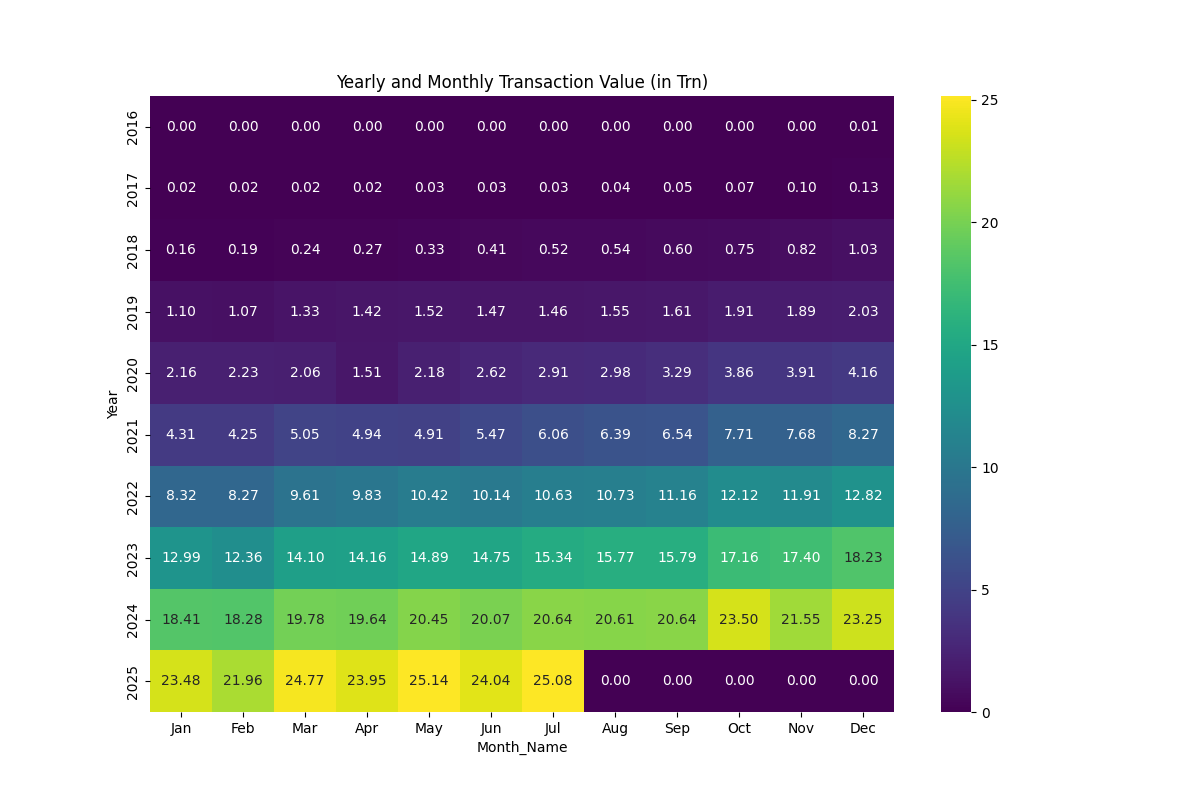 Yearly and Monthly Transaction Value (in Trn)
2016 0.00 0.00 0.00 0.00 0.00 0.00 0.00 0.00 0.00 0.00 0.00 0.01
2017 0.02 0.02 0.02 0.02 0.03 0.03 0.03 0.04 0.05 0.07 0.10 0.13
2018 0.16 0.19 0.24 0.27 0.33 0.41 0.52 0.54 0.60 0.75 0.82 1.03
2019 1.10 1.07 1.33 1.42 1.52 1.47 1.46 1.55 1.61 1.91 1.89 2.03
2020 2.16 2.23 2.06 1.51 2.18 2.62 2.91 2.98 3.29 3.86 3.91 4.16
Year
2021 4.31 4.25 5.05 4.94 4.91 5.47 6.06 6.39 6.54 7.71 7.68 8.27
2022 8.32 8.27 9.61 9.83 10.42 10.14 10.63 10.73 11.16 12.12 11.91 12.82
2023 12.99 12.36 14.10 14.16 14.89 14.75 15.34 15.77 15.79 17.16 17.40 18.23
2024 18.41 18.28 19.78 19.64 20.45 20.07 20.64 20.61 20.64 23.50 21.55 23.25
2025 23.48 21.96 24.77 23.95 25.14 24.04 25.08 0.00 0.00 0.00 0.00 0.00
Jan Feb Mar Apr May Jun Jul Aug Sep Oct Nov Dec
Month_Name
25
20
15
10
5
0